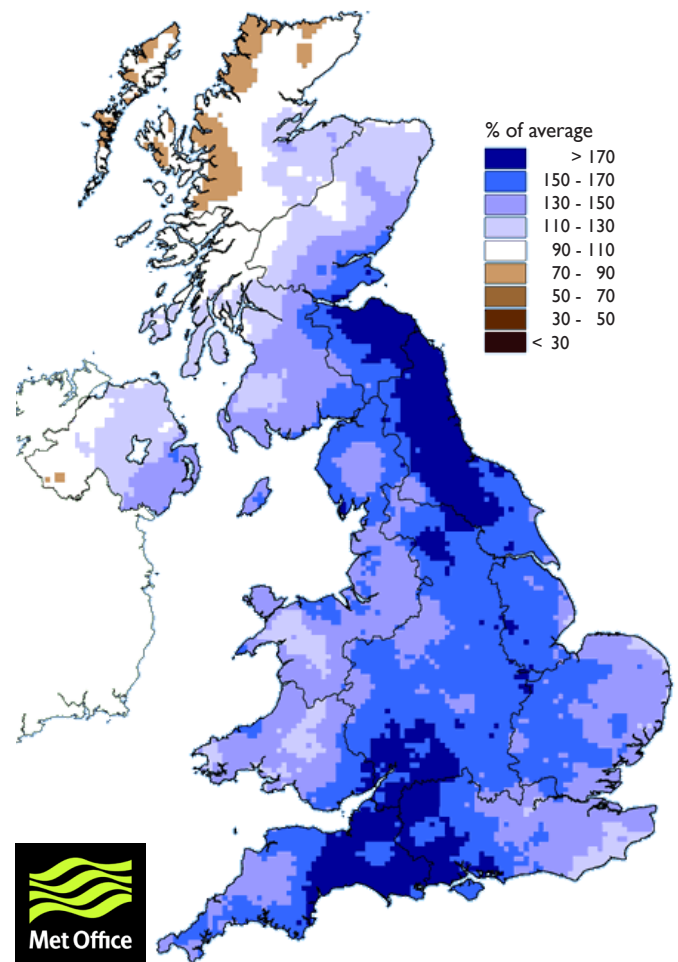 % of average
> 170
150 - 170
130 - 150
110 - 130
90 - 110
70 - 90
50 - 70
30 - 50
< 30
Met Office